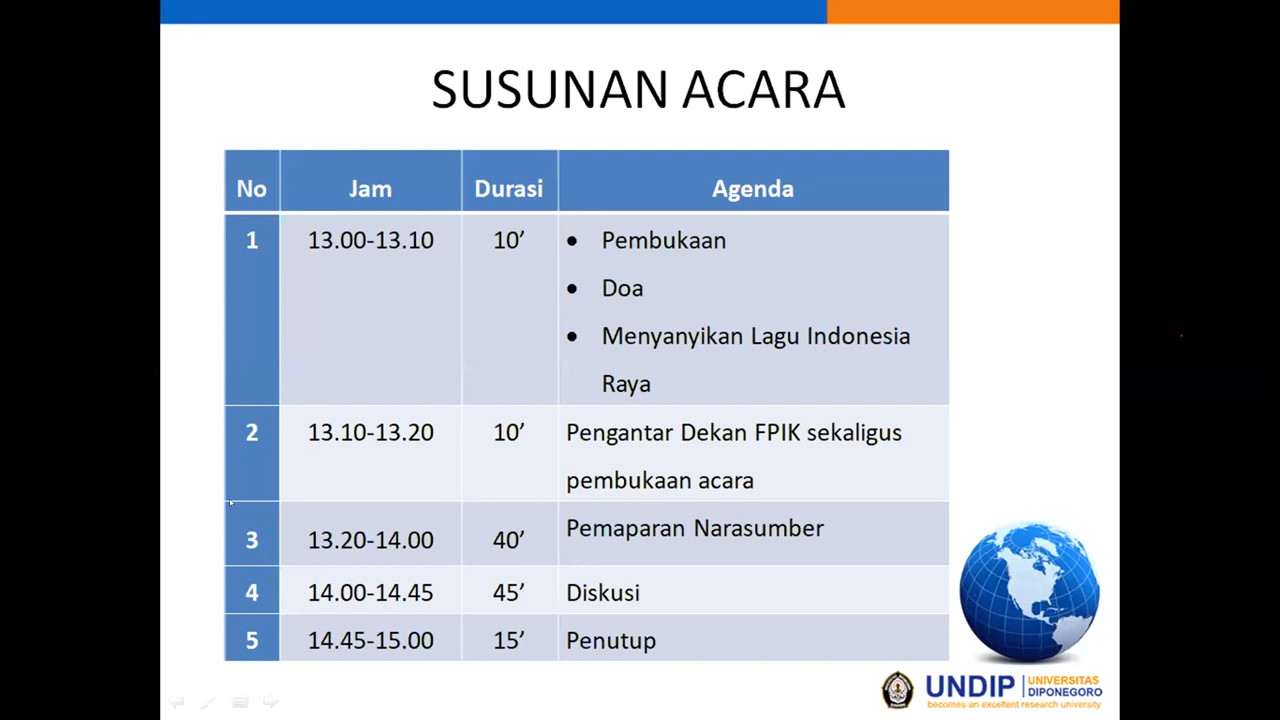 SUSUNAN ACARA
No Jam Durasi Agenda
1 13.00-13.10 10’ • Pembukaan
• Doa
• Menyanyikan Lagu Indonesia
Raya
2 13.10-13.20 10’ Pengantar Dekan FPIK sekaligus
pembukaan acara
3 13.20-14.00 40’ Pemaparan Narasumber
4 14.00-14.45 45’ Diskusi
5 14.45-15.00 15’ Penutup
UNDIP UNIVERSITAS
DIPONEGORO
becomes an excellent research university